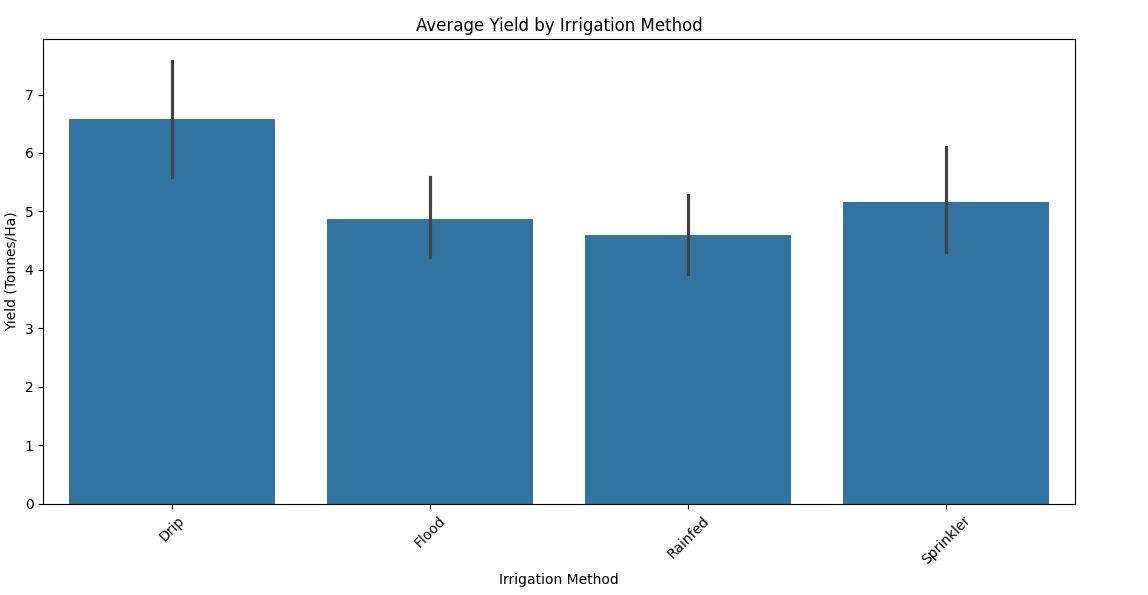 Average Yield by Irrigation Method
Yield (Tonnes/Ha)
7
6
5
4
3
2
1
0
Drip
Flood
Rainfed
Sprinkler
Irrigation Method